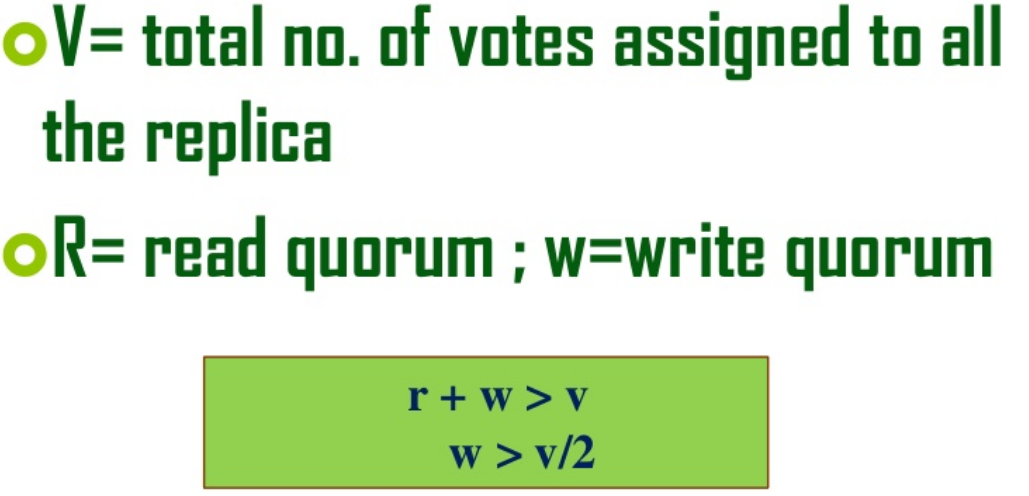 V= total no. of votes assigned to all
the replica
R= read quorum ; w=write quorum
r + w > v
w > v/2